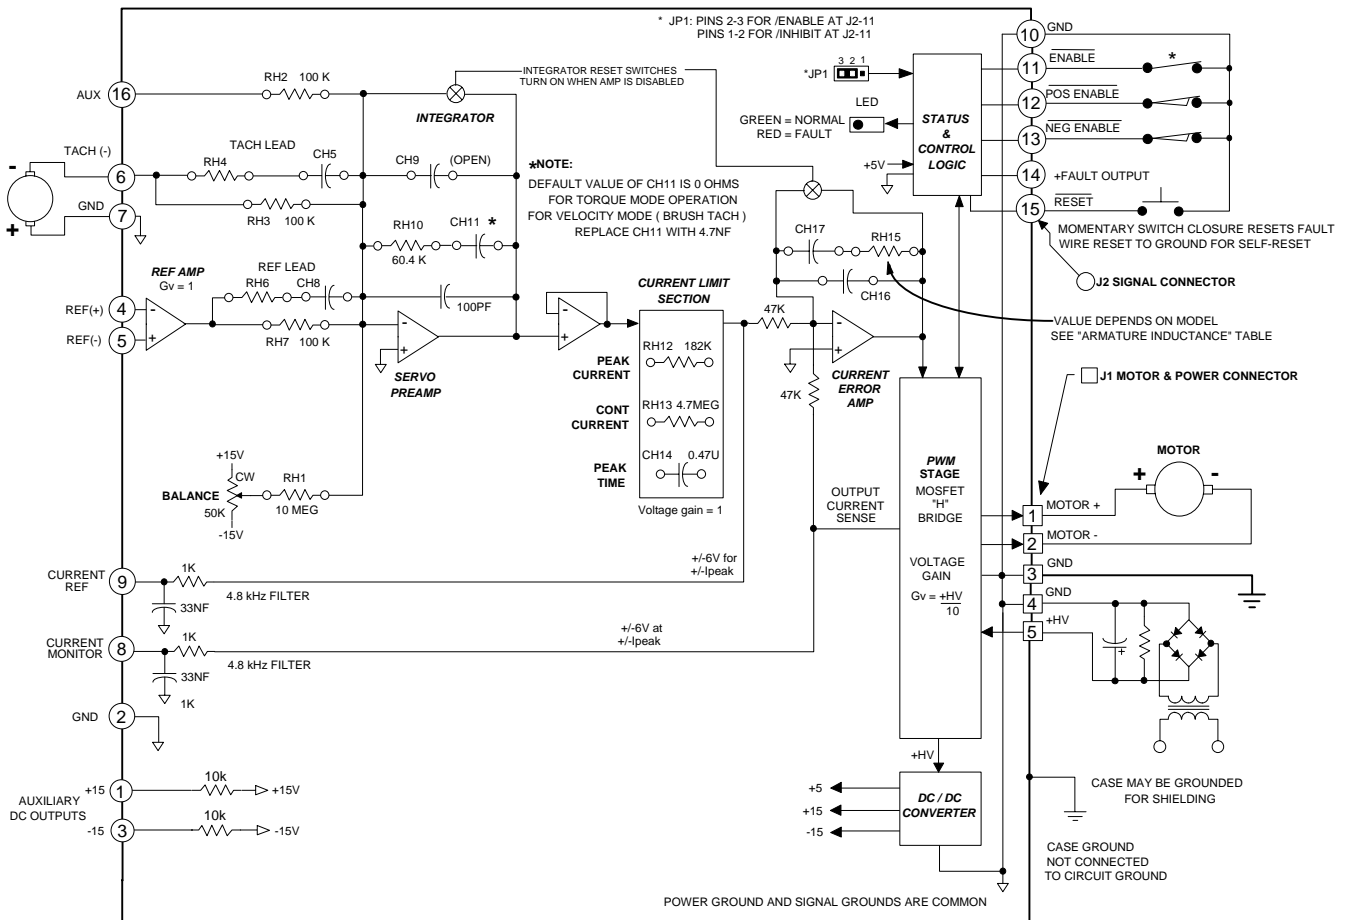 * JP1: PINS 2-3 FOR /ENABLE AT J2-11
PINS 1-2 FOR /INHIBIT AT J2-11
10
GND
ENABLE
*
11
12
POS ENABLE
13
NEG ENABLE
14
+FAULT OUTPUT
15
RESET
MOMENTARY SWITCH CLOSURE RESETS FAULT
WIRE RESET TO GROUND FOR SELF-RESET
J2 SIGNAL CONNECTOR
3 2 1
*JP1
LED
GREEN = NORMAL
RED = FAULT
+5V
STATUS
&
CONTROL
LOGIC
INTEGRATOR RESET SWITCHES
TURN ON WHEN AMP IS DISABLED
RH2 100 K
AUX
16
INTEGRATOR
TACH (-)
TACH LEAD
RH4
CH5
CH9
(OPEN)
-
6
GND
7
+
RH3
100 K
*NOTE:
DEFAULT VALUE OF CH11 IS 0 OHMS
FOR TORQUE MODE OPERATION
FOR VELOCITY MODE ( BRUSH TACH )
REPLACE CH11 WITH 4.7NF
RH10
CH11 *
60.4 K
CH17
RH15
CH16
REF AMP
Gv = 1
REF LEAD
RH6
CH8
100PF
REF(+)
4
REF(-)
5
-
+
RH7
100 K
-
+
SERVO
PREAMP
-
+
CURRENT LIMIT
SECTION
RH12 182K
PEAK
CURRENT
RH13 4.7MEG
CONT
CURRENT
CH14 0.47U
PEAK
TIME
Voltage gain = 1
47K
47K
-
+
CURRENT
ERROR
AMP
VALUE DEPENDS ON MODEL
SEE "ARMATURE INDUCTANCE" TABLE
J1 MOTOR & POWER CONNECTOR
+15V
CW
BALANCE
50K
-15V
RH1
10 MEG
OUTPUT
CURRENT
SENSE
PWM
STAGE
MOSFET
"H"
BRIDGE
VOLTAGE
GAIN
Gv = +HV
10
MOTOR
+
-
1
MOTOR +
2
MOTOR -
3
GND
4
GND
5
+HV
+
CURRENT
REF
9
1K
33NF
4.8 kHz FILTER
+/-6V for
+/-Ipeak
CURRENT
MONITOR
8
1K
33NF
1K
4.8 kHz FILTER
+/-6V at
+/-Ipeak
GND
2
AUXILIARY
DC OUTPUTS
+15
1
10k
+15V
-15
3
10k
-15V
+HV
DC / DC
CONVERTER
+5
+15
-15
CASE MAY BE GROUNDED
FOR SHIELDING
CASE GROUND
NOT CONNECTED
TO CIRCUIT GROUND
POWER GROUND AND SIGNAL GROUNDS ARE COMMON